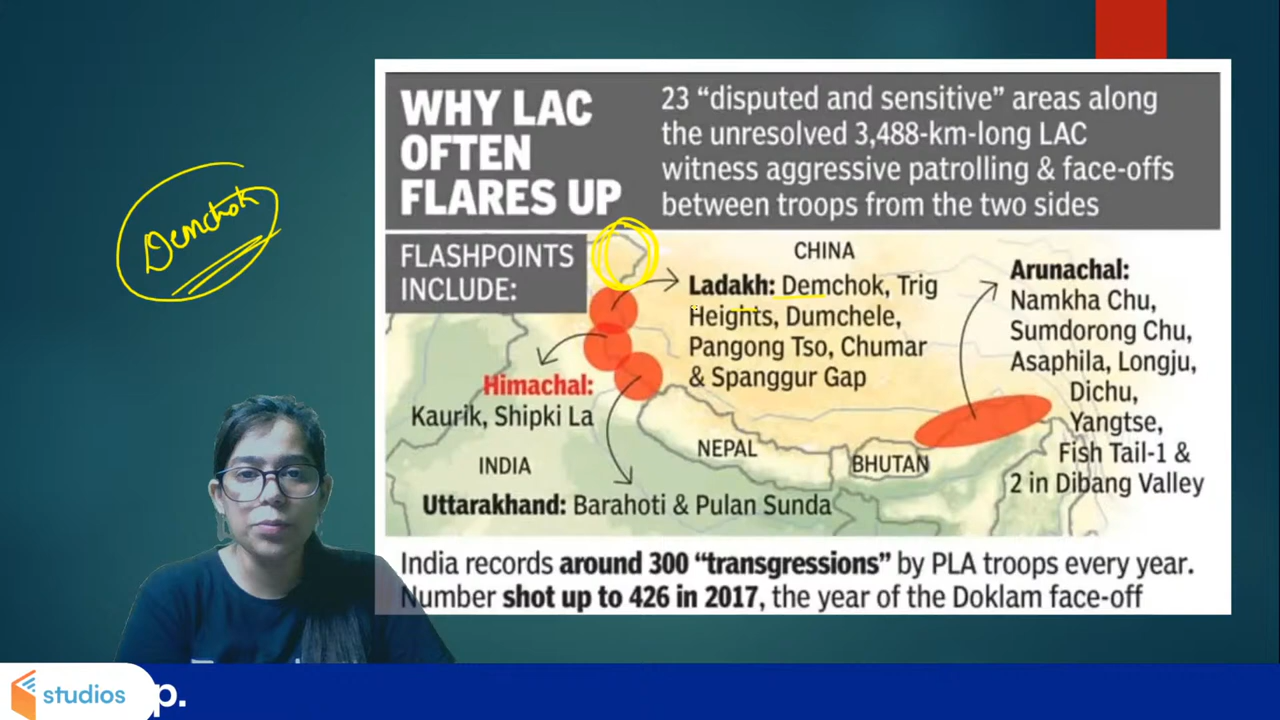 WHY LAC
OFTEN
FLARES UP
23 “disputed and sensitive” areas along
the unresolved 3,488-km-long LAC
witness aggressive patrolling & face-offs
between troops from the two sides
Demchok
FLASHPOINTS
INCLUDE:
CHINA
Ladakh: Demchok, Trig
Heights, Dumchele,
Pangong Tso, Chumar
& Spanggur Gap
Arunachal:
Namkha Chu,
Sumdorong Chu,
Asaphila, Longju,
Dichu,
Yangtse,
Fish Tail-1 &
2 in Dibang Valley
Himachal:
Kaurik, Shipki La
NEPAL
BHUTAN
INDIA
Uttarakhand: Barahoti & Pulan Sunda
India records around 300 “transgressions” by PLA troops every year.
Number shot up to 426 in 2017, the year of the Doklam face-off
studios
p.